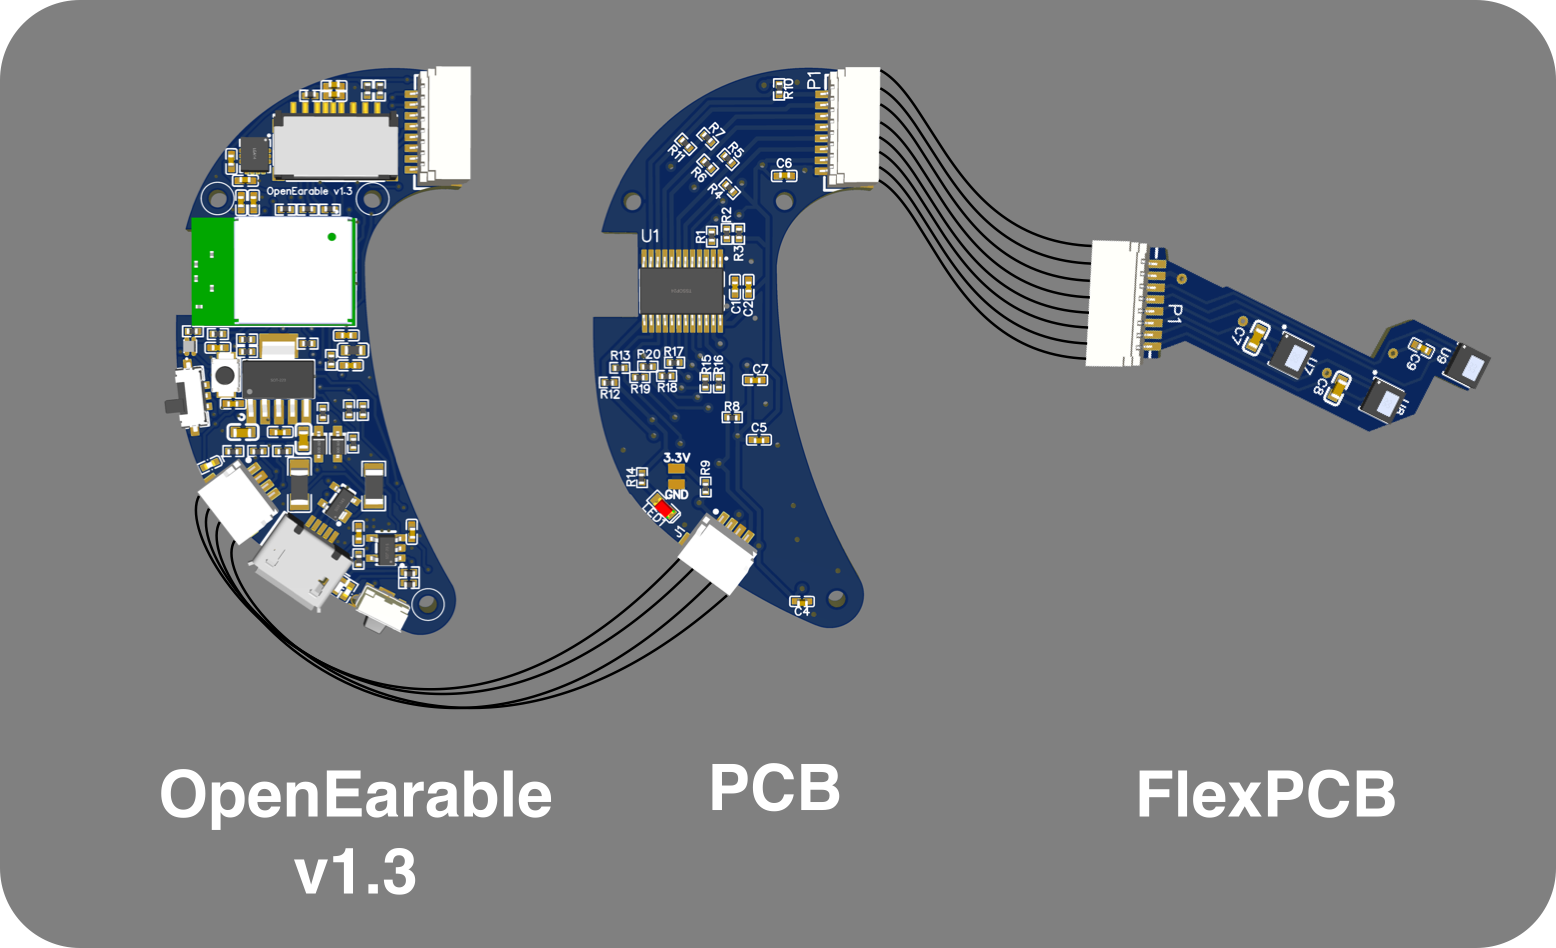 OpenEarable v1.3
P1
R10
R7
R11
R5
R6
R4
C6
R2
R1
R3
U1
C1
C2
R13
P20
R17
R15
R16
R12
R19
R18
C7
R8
C5
3.3V
R14
R9
GND
LED1
J1
C4
P1
C7
U7
C8
U8
C9
U9
OpenEarable
v1.3
PCB
FlexPCB